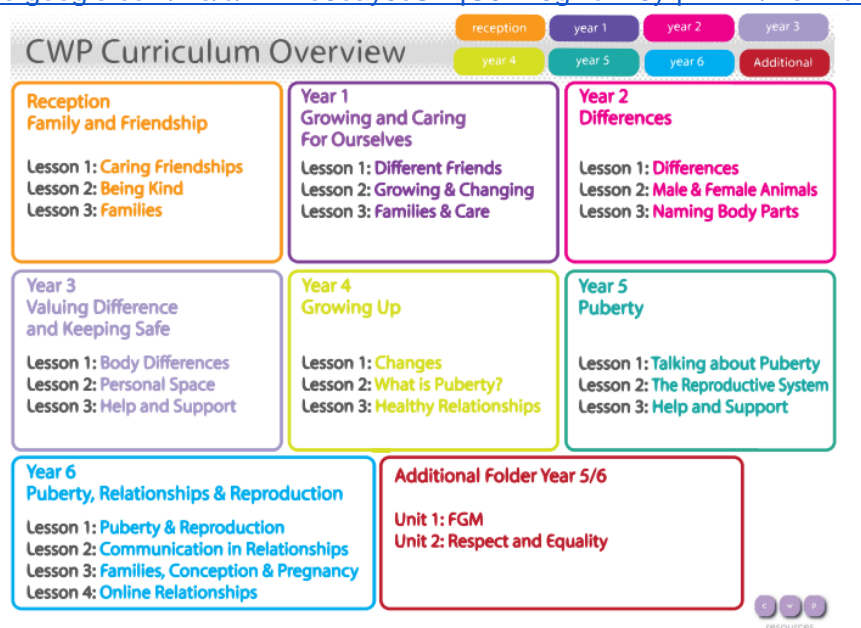 CWP Curriculum Overview
reception
year 1
year 2
year 3
year 4
year 5
year 6
Additional
Reception
Family and Friendship
Lesson 1: Caring Friendships
Lesson 2: Being Kind
Lesson 3: Families
Year 1
Growing and Caring
For Ourselves
Lesson 1: Different Friends
Lesson 2: Growing & Changing
Lesson 3: Families & Care
Year 2
Differences
Lesson 1: Differences
Lesson 2: Male & Female Animals
Lesson 3: Naming Body Parts
Year 3
Valuing Difference
and Keeping Safe
Lesson 1: Body Differences
Lesson 2: Personal Space
Lesson 3: Help and Support
Year 4
Growing Up
Lesson 1: Changes
Lesson 2: What is Puberty?
Lesson 3: Healthy Relationships
Year 5
Puberty
Lesson 1: Talking about Puberty
Lesson 2: The Reproductive System
Lesson 3: Help and Support
Year 6
Puberty, Relationships & Reproduction
Lesson 1: Puberty & Reproduction
Lesson 2: Communication in Relationships
Lesson 3: Families, Conception & Pregnancy
Lesson 4: Online Relationships
Additional Folder Year 5/6
Unit 1: FGM
Unit 2: Respect and Equality
c w p
resources